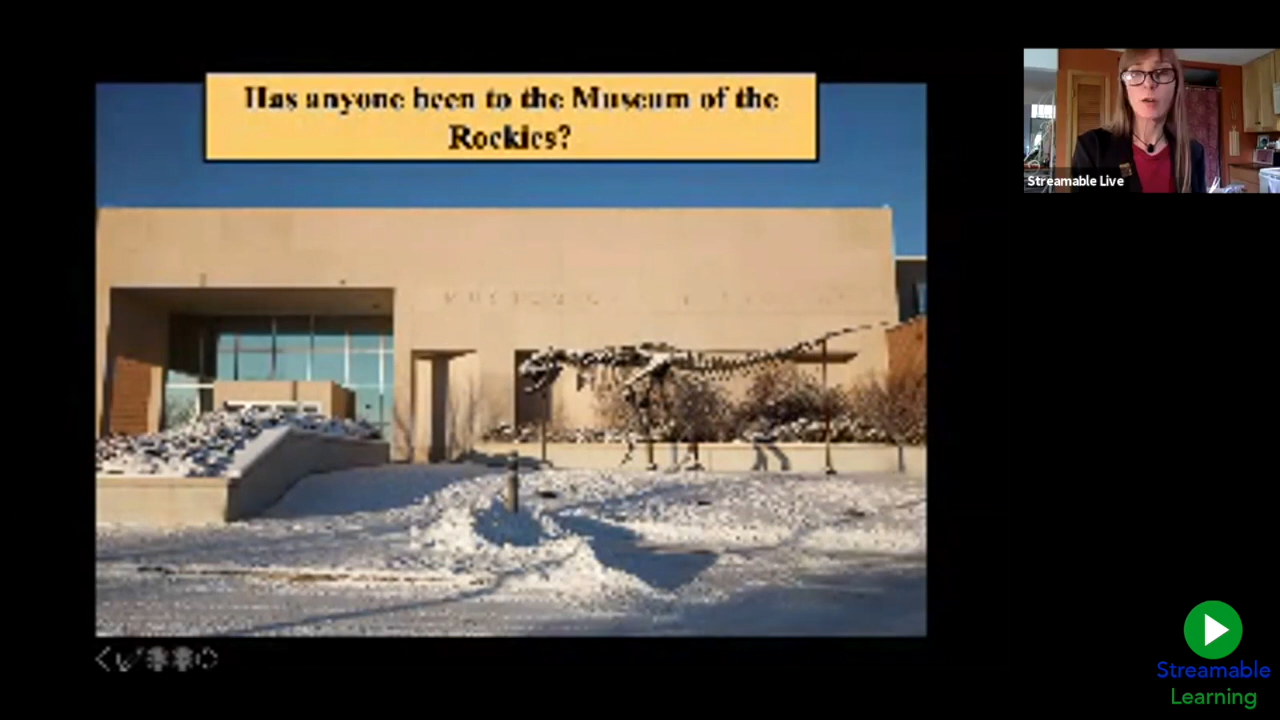 Has anyone been to the Museum of the
Rockies?
Streamable Live
Streamable
Learning